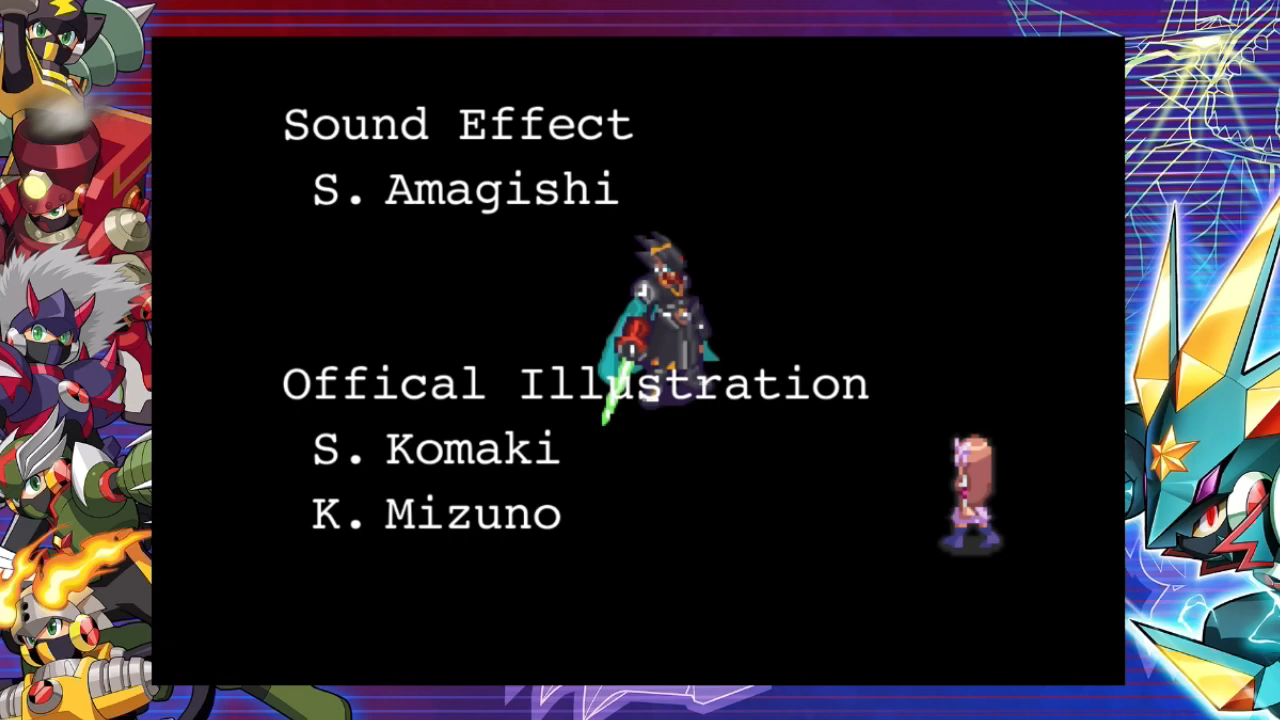 Sound Effect
S. Amagishi
Offical Illustration
S. Komaki
K. Mizuno